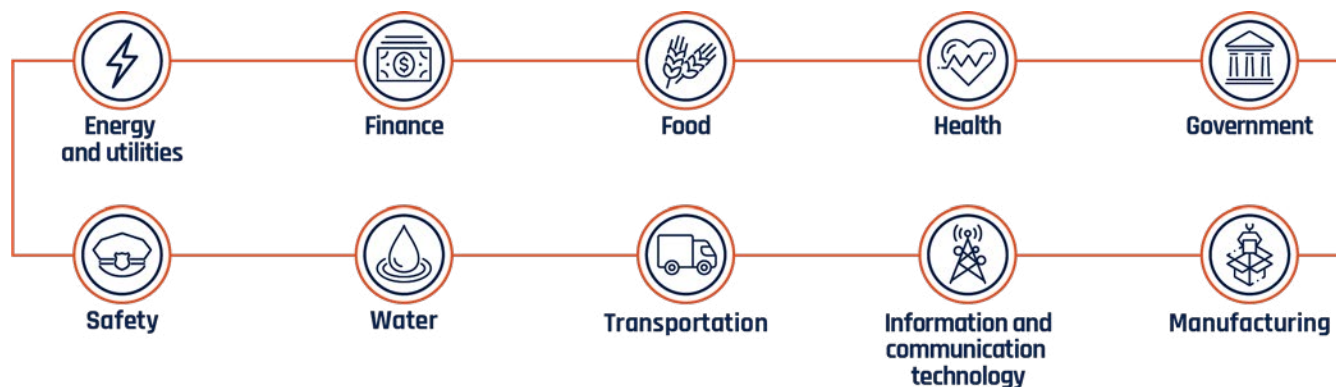 Energy
and utilities
Finance
Food
Health
Government
Safety
Water
Transportation
Information and
communication
technology
Manufacturing